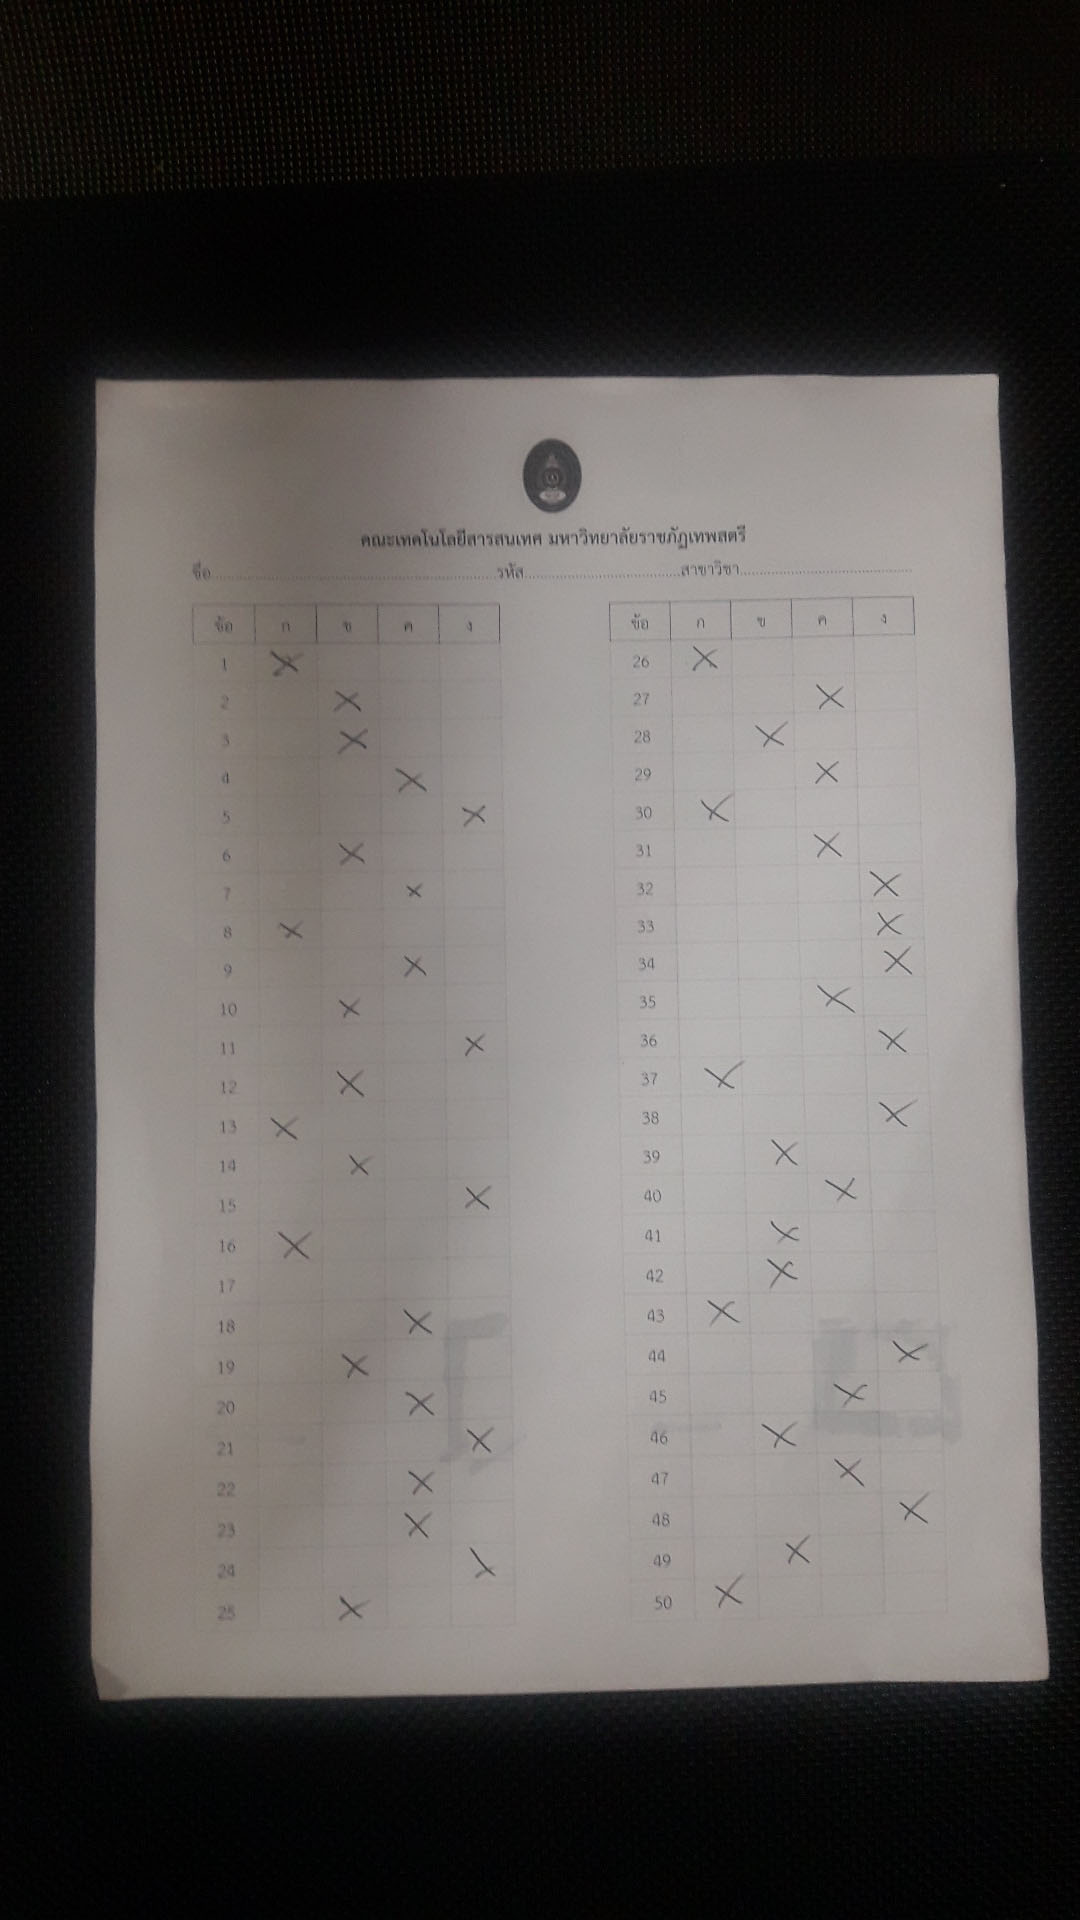 คณะเทคโนโลยีสารสนเทศ มหาวิทยาลัยราชภัฏเทพสตรี
ชื่อ..............................รหัส..............................สาขาวิชา..............................
ข้อ ก ข ค ง
1 X
2 X
3 X
4 X
5 X
6 X
7 X
8 X
9 X
10 X
11 X
12 X
13 X
14 X
15 X
16 X
17
18 X
19 X
20 X
21 X
22 X
23 X
24 X
25 X
ข้อ ก ข ค ง
26 X
27 X
28 X
29 X
30 X
31 X
32 X
33 X
34 X
35 X
36 X
37 X
38 X
39 X
40 X
41 X
42 X
43 X
44 X
45 X
46 X
47 X
48 X
49 X
50 X